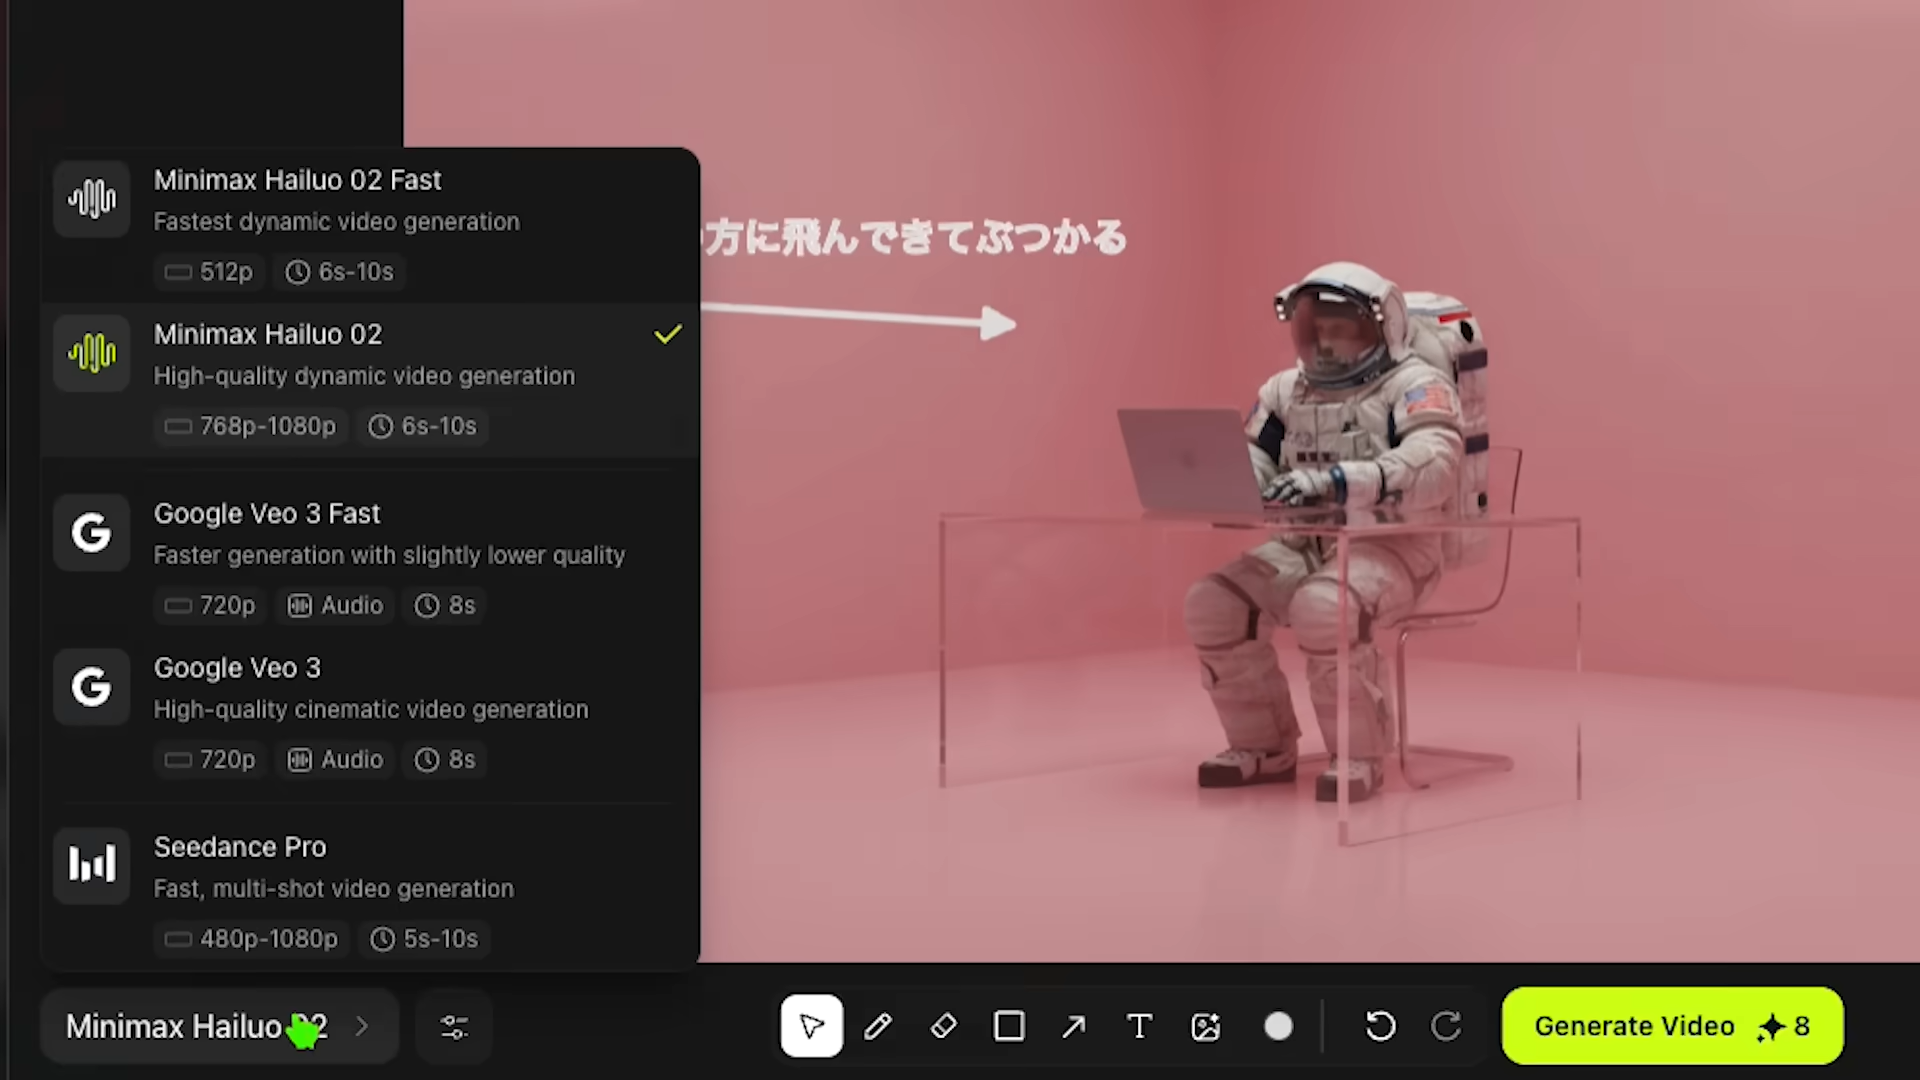 Minimax Hailuo 02 Fast
Fastest dynamic video generation
512p 6s-10s
方に飛んできてぶつかる
Minimax Hailuo 02
High-quality dynamic video generation
768p-1080p 6s-10s
Google Veo 3 Fast
Faster generation with slightly lower quality
720p Audio 8s
Google Veo 3
High-quality cinematic video generation
720p Audio 8s
Seedance Pro
Fast, multi-shot video generation
480p-1080p 5s-10s
Minimax Hailuo 02
Generate Video 8